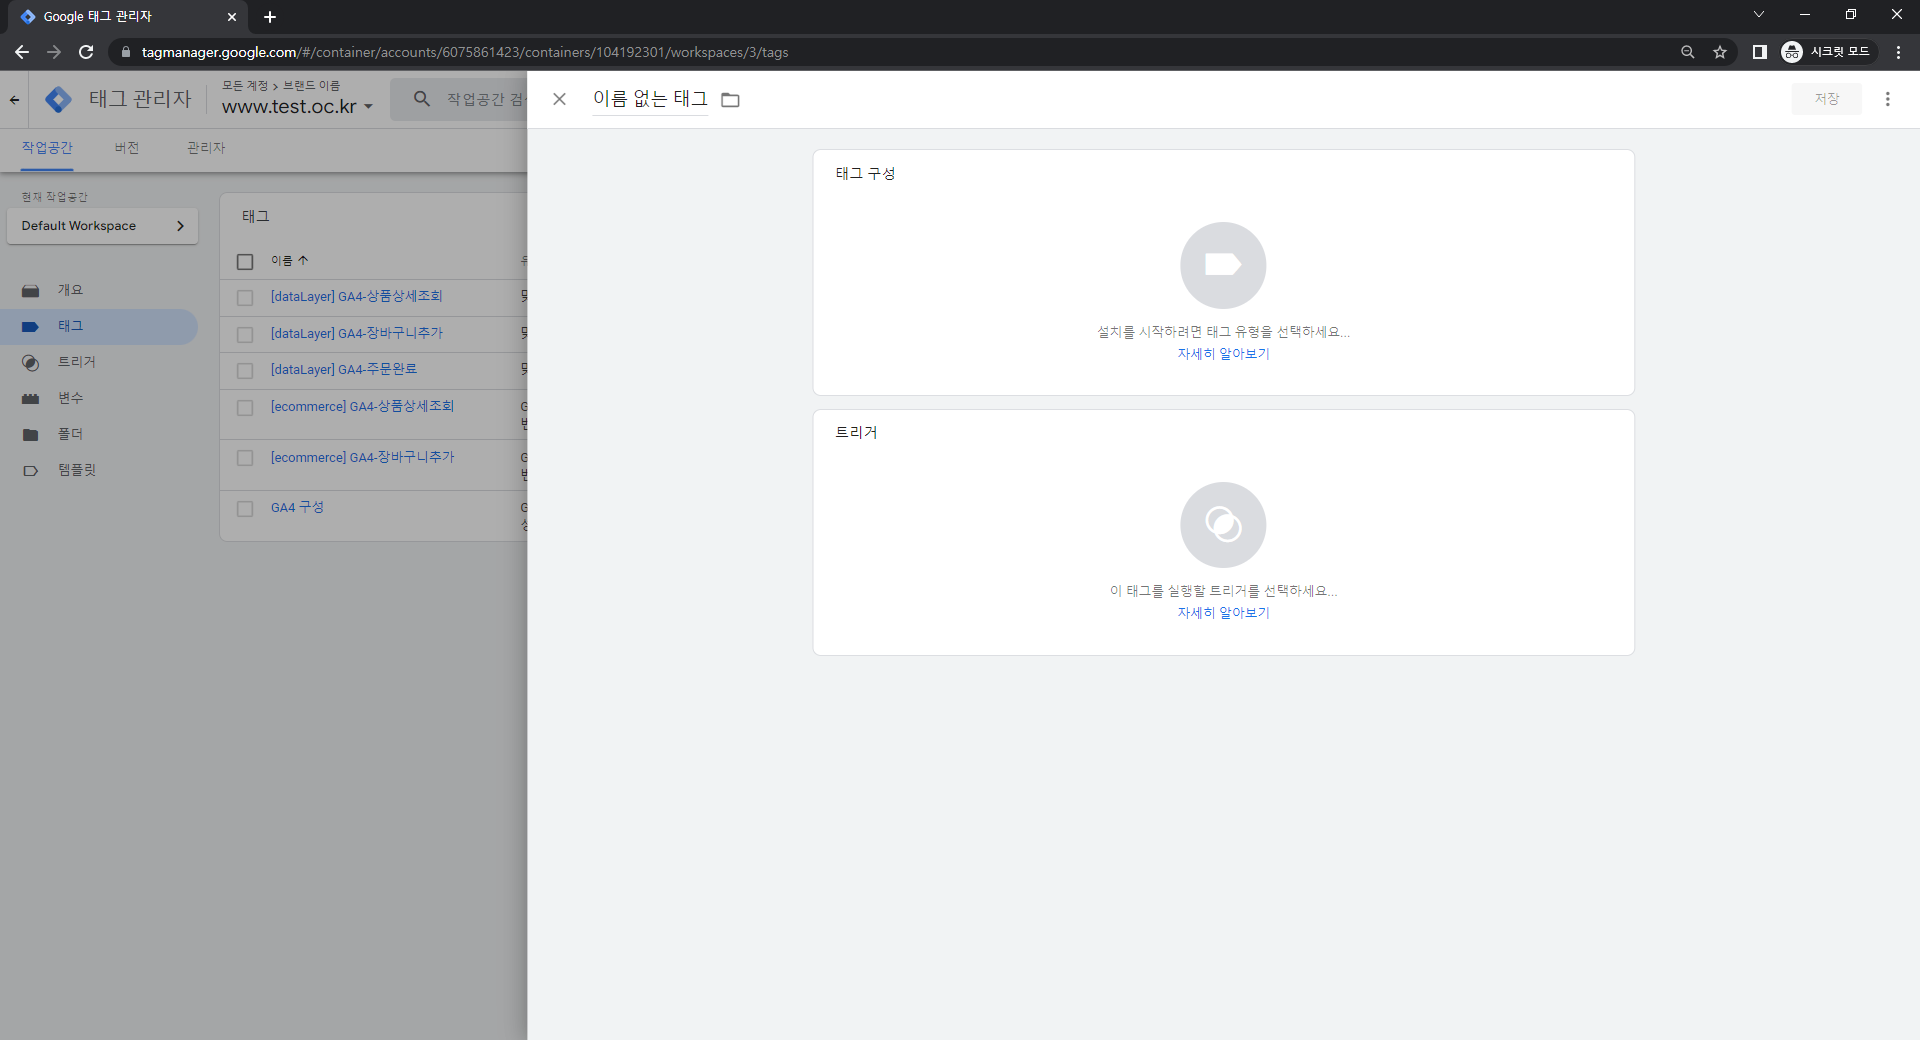 Google 태그 관리자
tagmanager.google.com/#/container/accounts/6075861423/containers/104192301/workspaces/3/tags
시크릿 모드
태그 관리자
모든 계정 > 브랜드 이름
www.test.oc.kr
작업공간 검
이름 없는 태그
저장
작업공간
버전
관리자
현재 작업공간
Default Workspace
개요
태그
트리거
변수
폴더
템플릿
태그
이름
[dataLayer] GA4-상품상세조회
[dataLayer] GA4-장바구니추가
[dataLayer] GA4-주문완료
[ecommerce] GA4-상품상세조회
[ecommerce] GA4-장바구니추가
GA4 구성
태그 구성
설치를 시작하려면 태그 유형을 선택하세요...
자세히 알아보기
트리거
이 태그를 실행할 트리거를 선택하세요...
자세히 알아보기